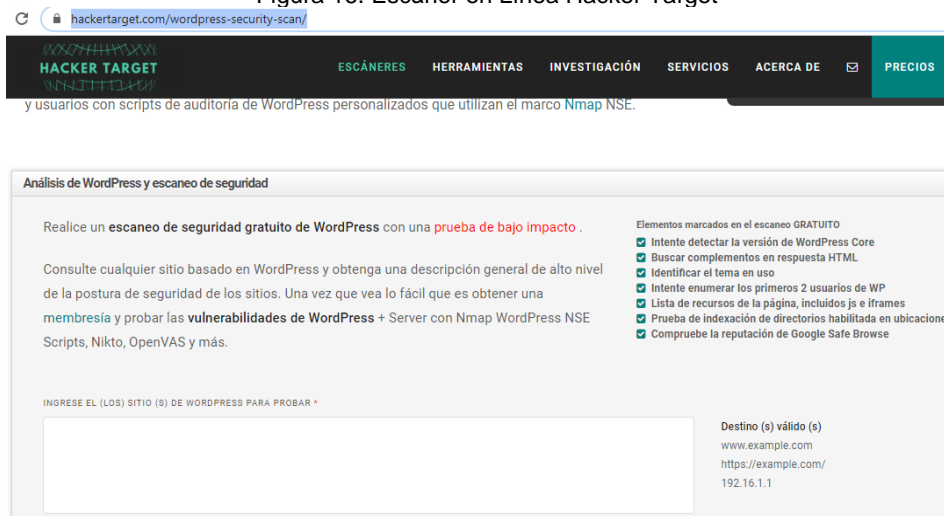 Figura 10. Escáner en Línea Hacker Target
hackertarget.com/wordpress-security-scan/
HACKER TARGET
ESCÁNERES HERRAMIENTAS INVESTIGACIÓN SERVICIOS ACERCA DE PRECIOS
y usuarios con scripts de auditoría de WordPress personalizados que utilizan el marco Nmap NSE.
Análisis de WordPress y escaneo de seguridad
Realice un escaneo de seguridad gratuito de WordPress con una prueba de bajo impacto .
Consulte cualquier sitio basado en WordPress y obtenga una descripción general de alto nivel
de la postura de seguridad de los sitios. Una vez que vea lo fácil que es obtener una
membresía y probar las vulnerabilidades de WordPress + Server con Nmap WordPress NSE
Scripts, Nikto, OpenVAS y más.
Elementos marcados en el escaneo GRATUITO
Intente detectar la versión de WordPress Core
Buscar complementos en respuesta HTML
Identificar el tema en uso
Intente enumerar los primeros 2 usuarios de WP
Lista de recursos de la página, incluidos js e iframes
Prueba de indexación de directorios habilitada en ubicacione
Compruebe la reputación de Google Safe Browse
INGRESE EL (LOS) SITIO (S) DE WORDPRESS PARA PROBAR *
Destino (s) válido (s)
www.example.com
https://example.com/
192.16.1.1